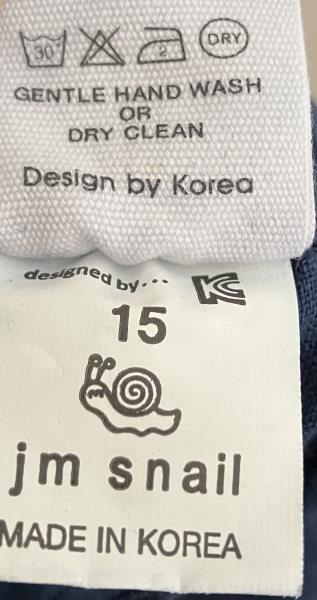 30 2 DRY
GENTLE HAND WASH
OR
DRY CLEAN
Design by Korea
designed by... KC
15
jm snail
MADE IN KOREA